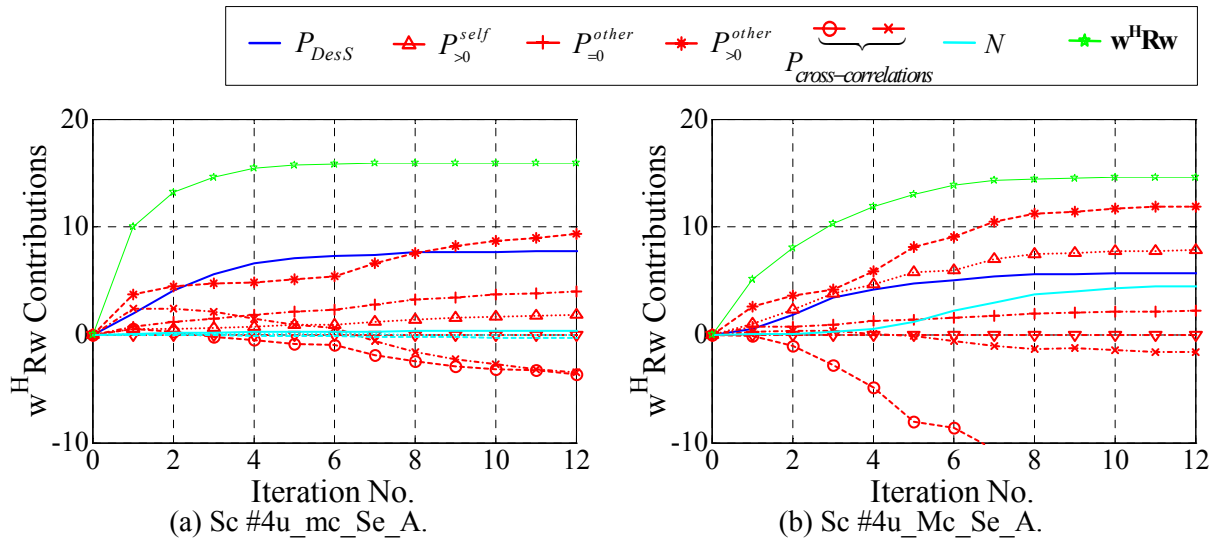 P_DesS P^self_>0 P^other_=0 P^other_>0 P_cross−correlations N w^H Rw
20
10
0
-10
w^H Rw Contributions
0 2 4 6 8 10 12
Iteration No.
(a) Sc #4u_mc_Se_A.
20
10
0
-10
w^H Rw Contributions
0 2 4 6 8 10 12
Iteration No.
(b) Sc #4u_Mc_Se_A.